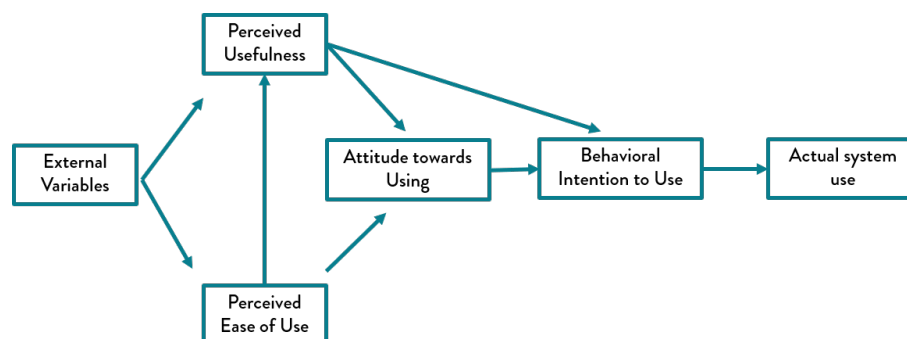 Perceived
Usefulness
External
Variables
Attitude towards
Using
Behavioral
Intention to Use
Actual system
use
Perceived
Ease of Use